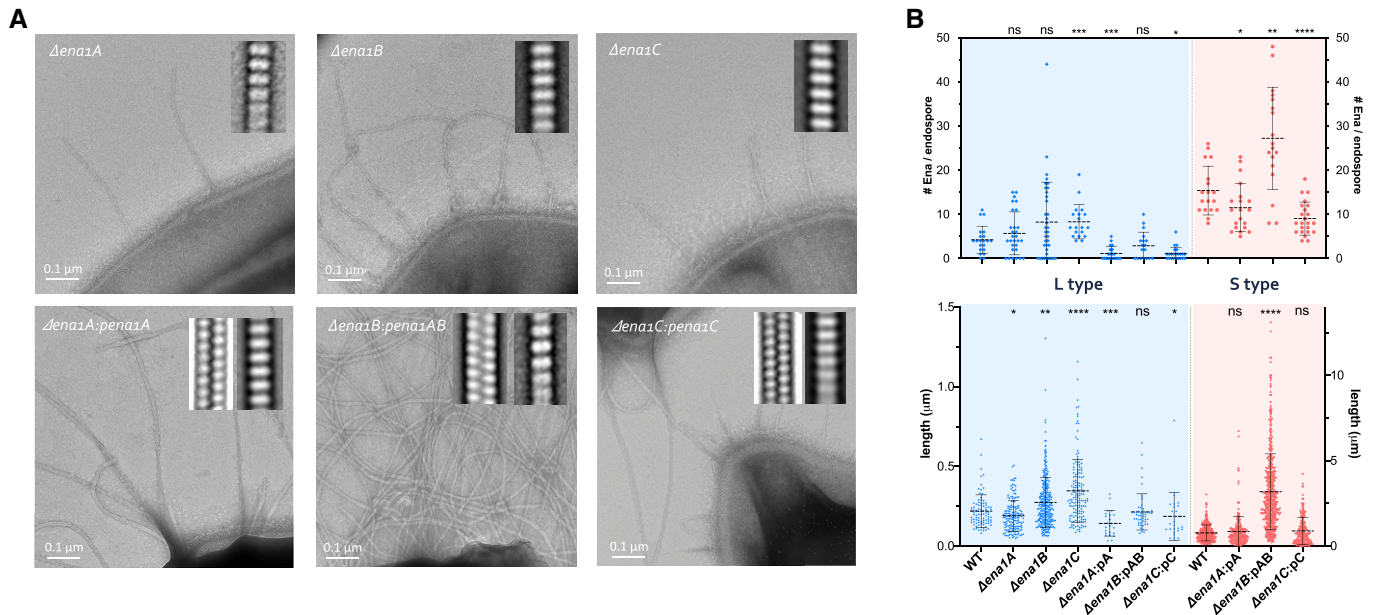 A
Δena1A
0.1 µm
Δena1B
0.1 µm
Δena1C
0.1 µm
Δena1A:pena1A
0.1 µm
Δena1B:pena1AB
0.1 µm
Δena1C:pena1C
0.1 µm
B
ns ns *** *** ns * * ** ****
50 50
40 40
30 30
20 20
10 10
0 0
# Ena / endospore
# Ena / endospore
L type S type
* ** **** *** ns * ns **** ns
1.5
1.0 10
0.5 5
0.0 0
length (µm)
length (µm)
WT
Δena1A
Δena1B
Δena1C
Δena1A:pA
Δena1B:pAB
Δena1C:pC
WT
Δena1A:pA
Δena1B:pAB
Δena1C:pC